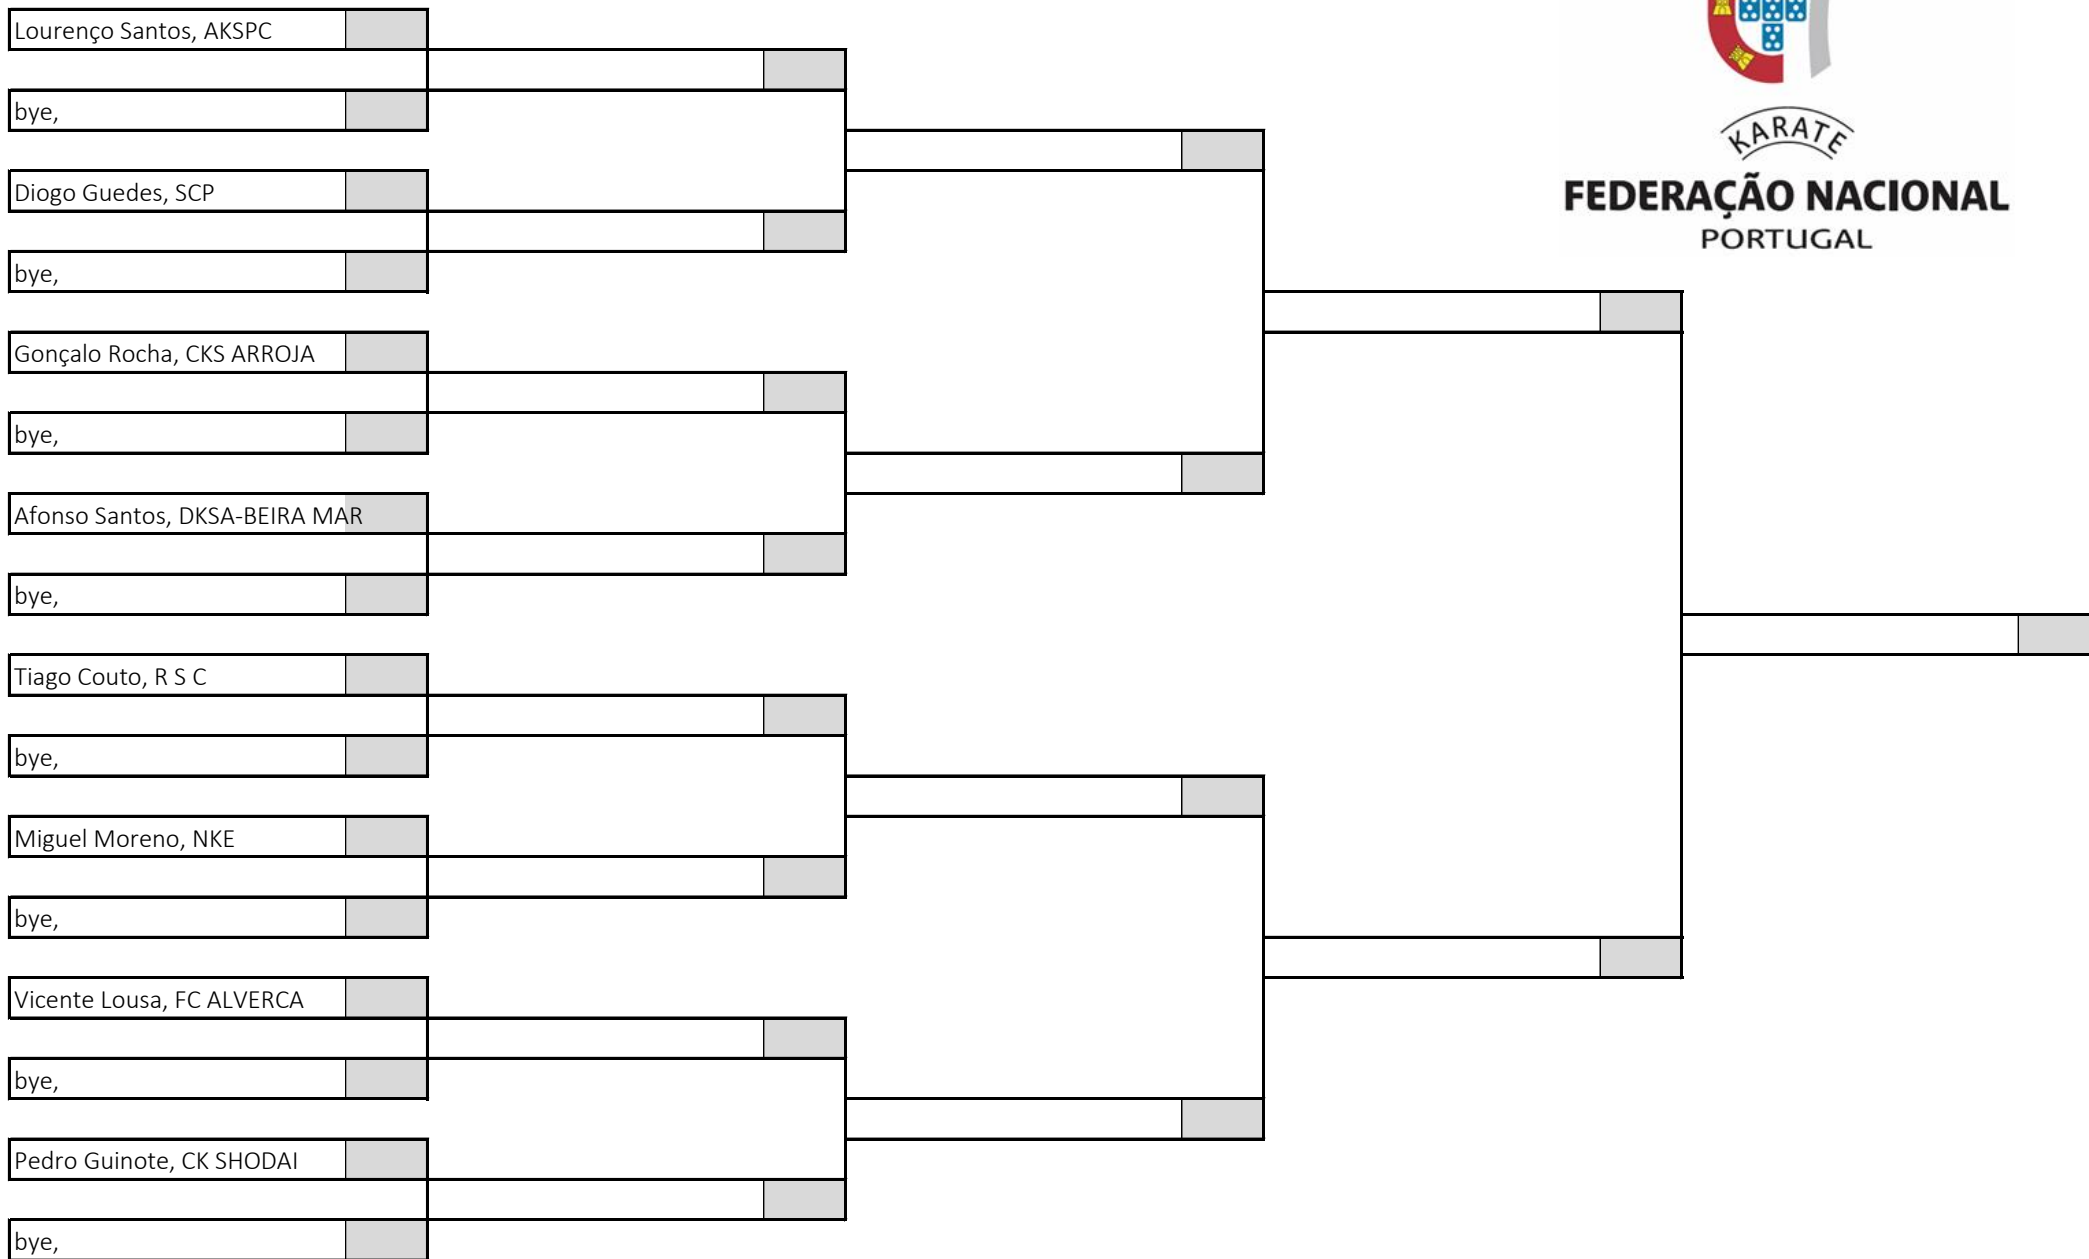 Lourenço Santos, AKSPC
bye,
Diogo Guedes, SCP
bye,
Gonçalo Rocha, CKS ARROJA
bye,
Afonso Santos, DKSA-BEIRA MAR
bye,
Tiago Couto, R S C
bye,
Miguel Moreno, NKE
bye,
Vicente Lousa, FC ALVERCA
bye,
Pedro Guinote, CK SHODAI
bye,
KARATE
FEDERAÇÃO NACIONAL
PORTUGAL